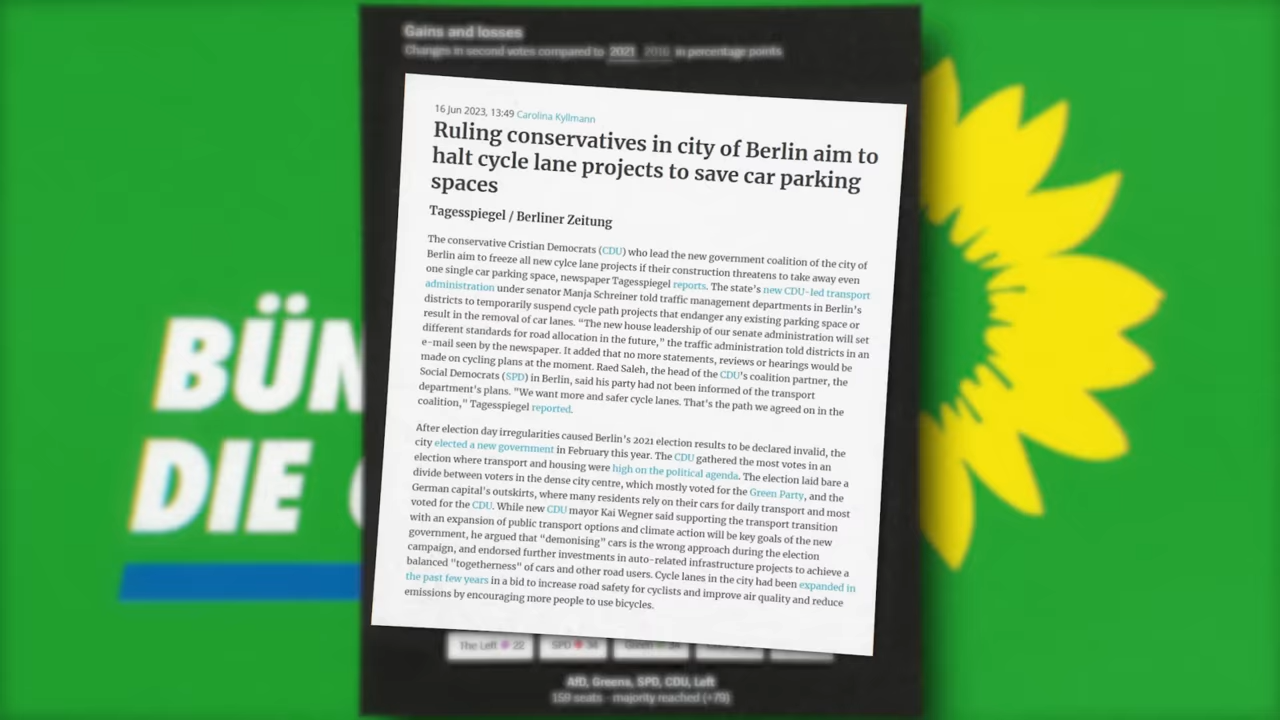 Gains and losses
Changes in second votes compared to 2021 2016 in percentage points
16 Jun 2023, 13:49 Carolina Kyllmann
Ruling conservatives in city of Berlin aim to
halt cycle lane projects to save car parking
spaces
Tagesspiegel / Berliner Zeitung
The conservative Cristian Democrats (CDU) who lead the new government coalition of the city of
Berlin aim to freeze all new cylce lane projects if their construction threatens to take away even
one single car parking space, newspaper Tagesspiegel reports. The state's new CDU-led transport
administration under senator Manja Schreiner told traffic management departments in Berlin's
districts to temporarily suspend cycle path projects that endanger any existing parking space or
result in the removal of car lanes. "The new house leadership of our senate administration will set
different standards for road allocation in the future," the traffic administration told districts in an
e-mail seen by the newspaper. It added that no more statements, reviews or hearings would be
made on cycling plans at the moment. Raed Saleh, the head of the CDU's coalition partner, the
Social Democrats (SPD) in Berlin, said his party had not been informed of the transport
department's plans. "We want more and safer cycle lanes. That's the path we agreed on in the
coalition," Tagesspiegel reported.
After election day irregularities caused Berlin's 2021 election results to be declared invalid, the
city elected a new government in February this year. The CDU gathered the most votes in an
election where transport and housing were high on the political agenda. The election laid bare a
divide between voters in the dense city centre, which mostly voted for the Green Party, and the
German capital's outskirts, where many residents rely on their cars for daily transport and most
voted for the CDU. While new CDU mayor Kai Wegner said supporting the transport transition
with an expansion of public transport options and climate action will be key goals of the new
government, he argued that "demonising" cars is the wrong approach during the election
campaign, and endorsed further investments in auto-related infrastructure projects to achieve a
balanced "togetherness" of cars and other road users. Cycle lanes in the city had been expanded in
the past few years in a bid to increase road safety for cyclists and improve air quality and reduce
emissions by encouraging more people to use bicycles.
BÜN
DIE
The Left 22 SPD 34 Green 34
AfD, Greens, SPD, CDU, Left
159 seats - majority reached (+79)